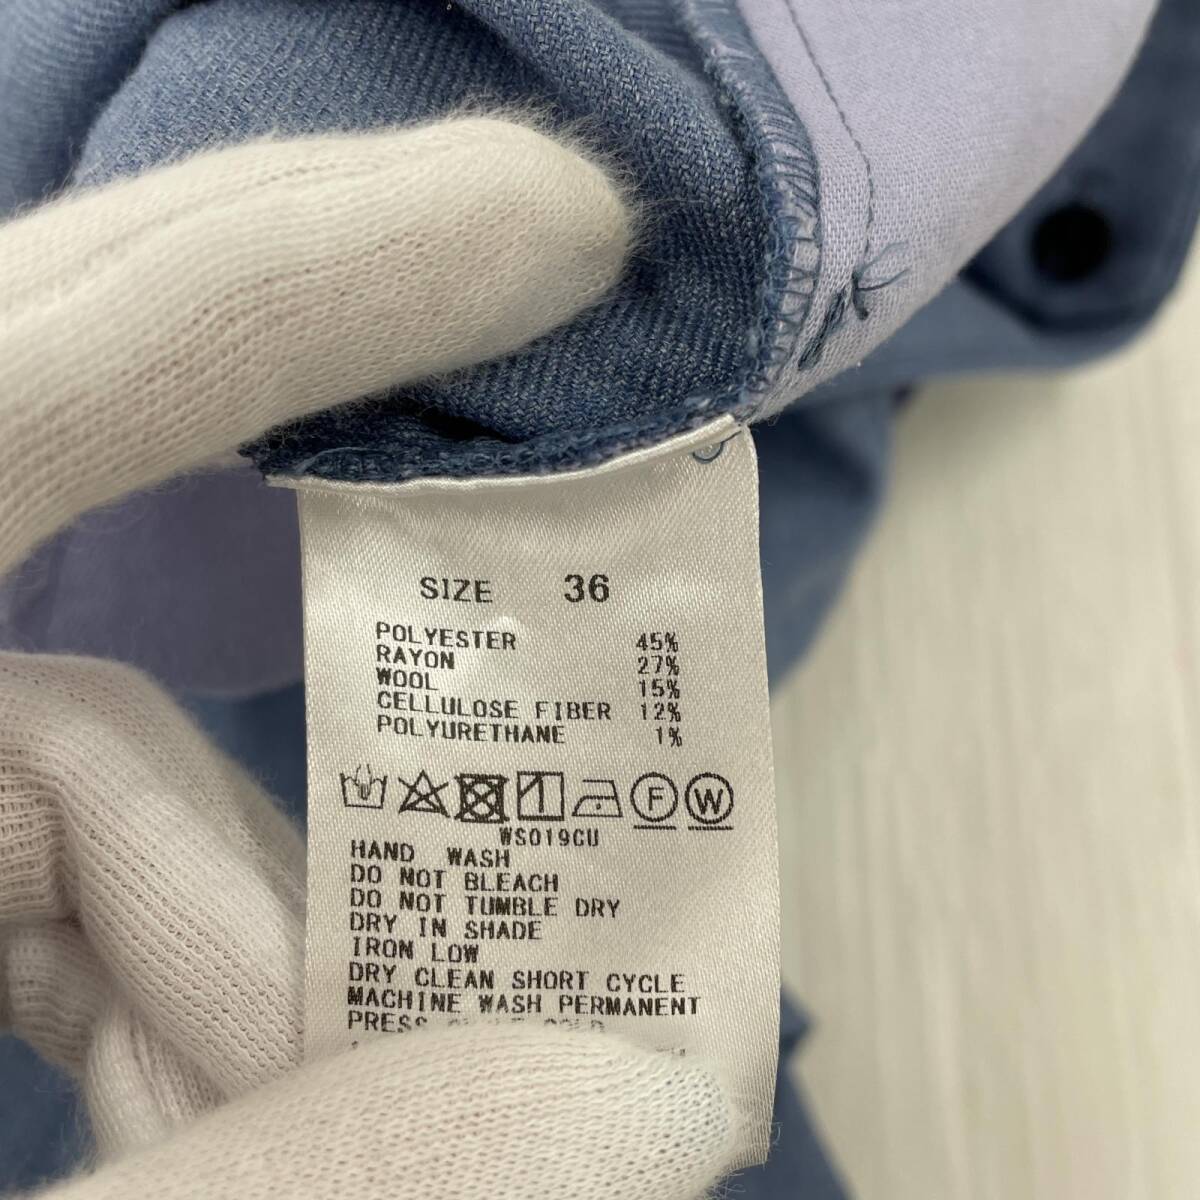 SIZE 36
POLYESTER 45%
RAYON 27%
WOOL 15%
CELLULOSE FIBER 12%
POLYURETHANE 1%
F W
WS019CU
HAND WASH
DO NOT BLEACH
DO NOT TUMBLE DRY
DRY IN SHADE
IRON LOW
DRY CLEAN SHORT CYCLE
MACHINE WASH PERMANENT
PRESS